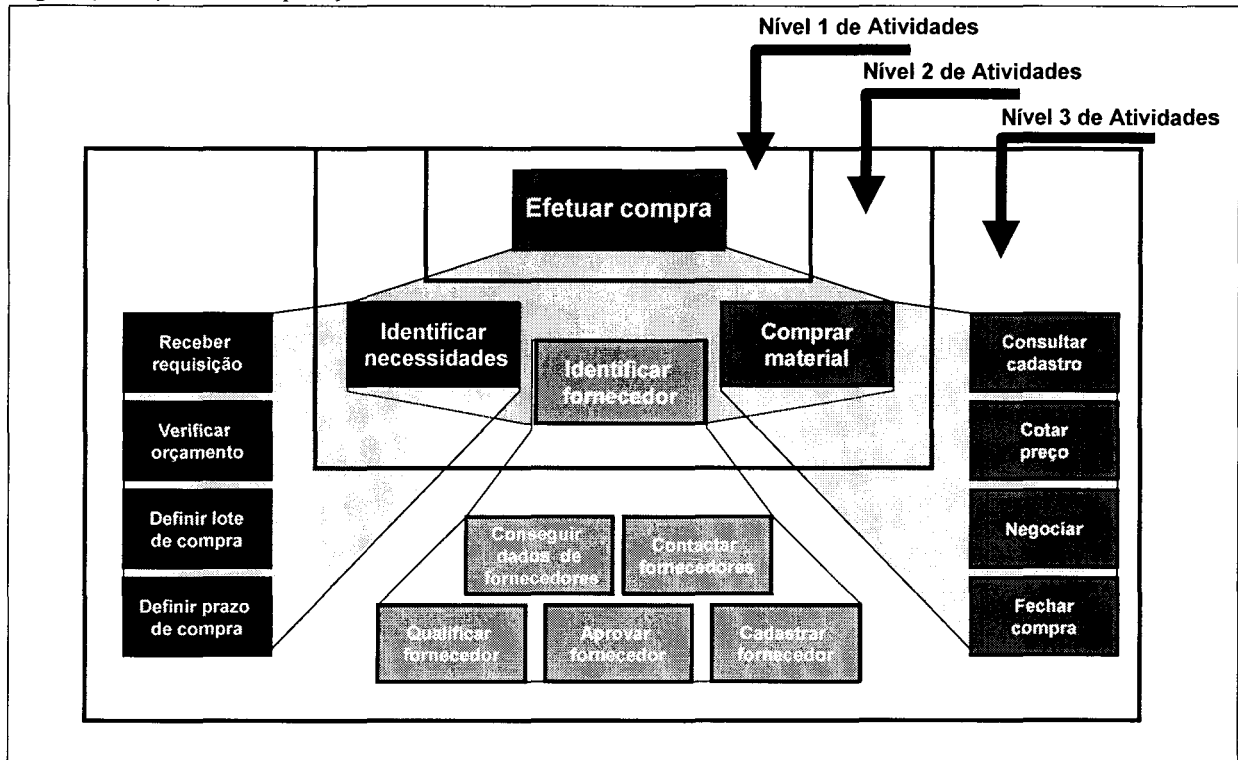 Nível 1 de Atividades
Nível 2 de Atividades
Nível 3 de Atividades
Efetuar compra
Identificar
necessidades
Identificar
fornecedor
Comprar
material
Receber
requisição
Verificar
orçamento
Definir lote
de compra
Definir prazo
de compra
Conseguir
dados de
fornecedores
Contactar
fornecedores
Qualificar
fornecedor
Aprovar
fornecedor
Cadastrar
fornecedor
Consultar
cadastro
Cotar
preço
Negociar
Fechar
compra